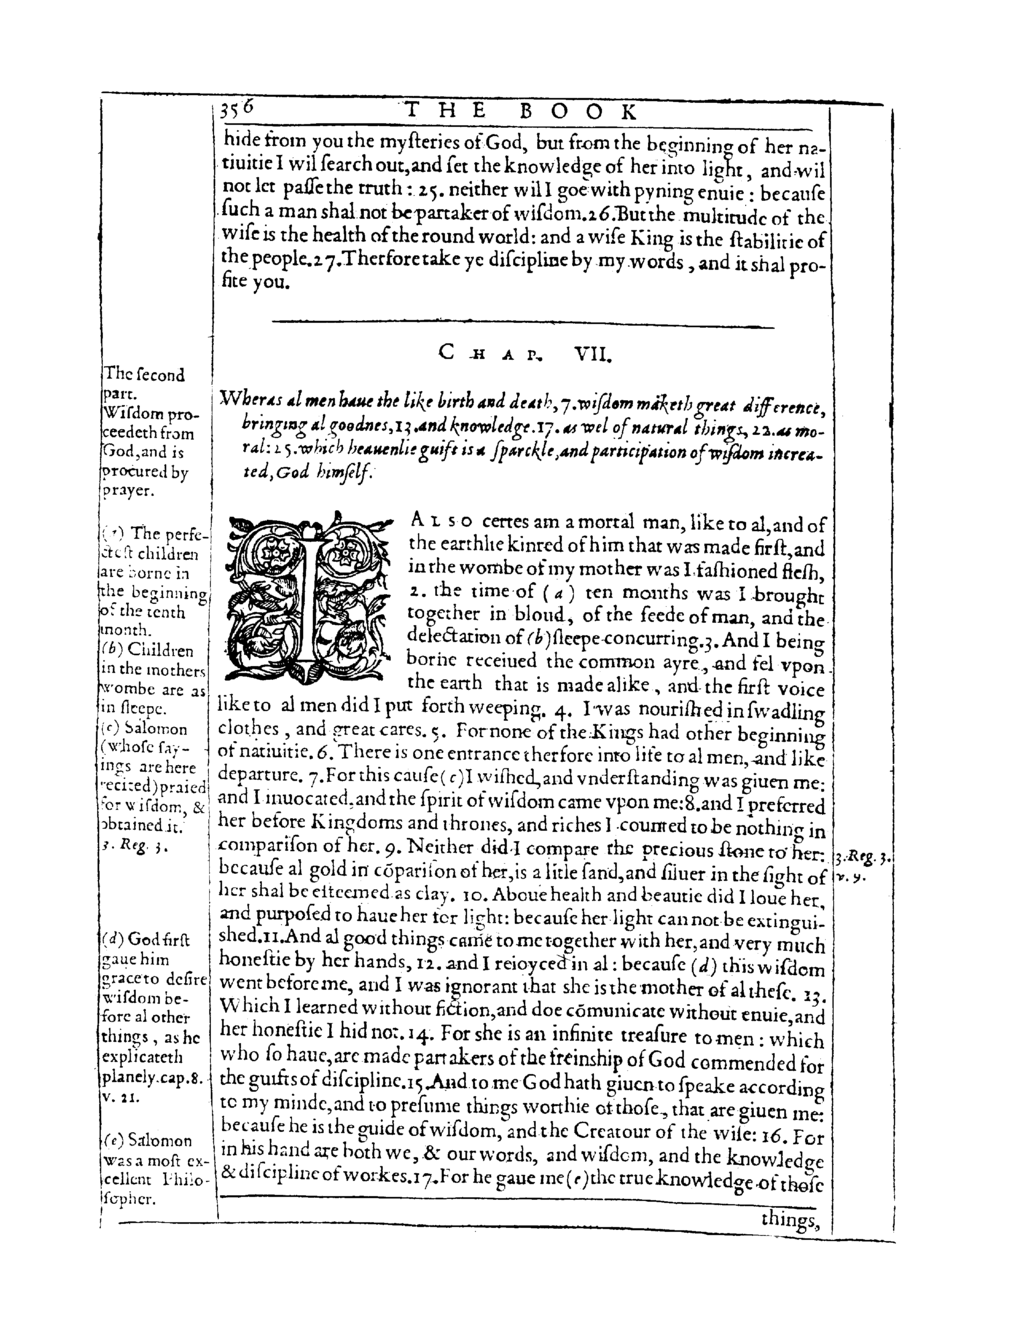 356 THE BOOK
hide from you the myſteries of God, but from the beginning of her na-
tiuitie I wil ſearch out, and ſet the knowledge of her into light, and wil
not let paſſe the truth: 25. neither wil I goe with pyning enuie: becauſe
ſuch a man shal not be partaker of wiſdom. 26. But the multitude of the
wiſe is the health of the round world: and a wiſe King is the ſtabilitie of
the people. 27. Therfore take ye diſcipline by my words, and it shal pro-
fite you.
CHAP. VII.
Wheras al men haue the like birth and death, 7. wiſdom maketh great difference,
bringing al goodnes, 13. and knowledge. 17. as wel of natural things, 22. as mo-
ral: 25. which heauenlie guift is a ſparckle, and participation of wiſdom increa-
ted, God himſelf.
I ALSO certes am a mortal man, like to al, and of
the earthlie kinred of him that was made firſt, and
in the wombe of my mother was I faſhioned fleſh,
2. the time of (a) ten months was I brought
together in bloud, of the ſeede of man, and the
delectation of (b) ſleepe concurring. 3. And I being
borne receiued the common ayre, and fel vpon
the earth that is made alike, and the firſt voice
like to al men did I put forth weeping. 4. I was nouriſhed in ſwadling
clothes, and great cares. 5. For none of the Kings had other beginning
of natiuitie. 6. There is one entrance therfore into life to al men, and like
departure. 7. For this cauſe (c) I wiſhed, and vnderſtanding was giuen me:
and I inuocated, and the ſpirit of wiſdom came vpon me: 8. and I preferred
her before Kingdoms and thrones, and riches I counted to be nothing in
compariſon of her. 9. Neither did I compare the precious ſtone to her:
becauſe al gold in cõpariſon of her, is a litle ſand, and ſiluer in the ſight of
her shal be eſteemed as clay. 10. Aboue health and beautie did I loue her,
and purpoſed to haue her for light: becauſe her light can not be extingui-
shed. 11. And al good things came to me together with her, and very much
honeſtie by her hands, 12. and I reioyced in al: becauſe (d) this wiſdom
went before me, and I was ignorant that she is the mother of al theſe. 13.
Which I learned without fiction, and doe cõmunicate without enuie, and
her honeſtie I hid not. 14. For she is an infinite treaſure to men: which
who ſo haue, are made partakers of the freinship of God commended for
the guifts of diſcipline. 15. And to me God hath giuen to ſpeake according
to my minde, and to preſume things worthie of thoſe, that are giuen me:
becauſe he is the guide of wiſdom, and the Creatour of the wiſe: 16. For
in his hand are both we, & our words, and wiſdom, and the knowledge
& diſcipline of workes. 17. For he gaue me (e) the true knowledge of thoſe
things,
The ſecond
part.
Wiſdom pro-
ceedeth from
God, and is
procured by
prayer.
(a) The perfe-
cteſt children
are borne in
the beginning
of the tenth
month.
(b) Children
in the mothers
wombe are as
in ſleepe.
(c) Salomon
(whoſe ſay-
ings are here
recited) praied
for wiſdom, &
obtained it.
3. Reg. 3.
(d) God firſt
gaue him
grace to deſire
wiſdom be-
fore al other
things, as he
explicateth
planely. cap. 8.
v. 21.
(e) Salomon
was a moſt ex-
cellent Philo-
ſopher.
3. Reg. 3.
v. 9.